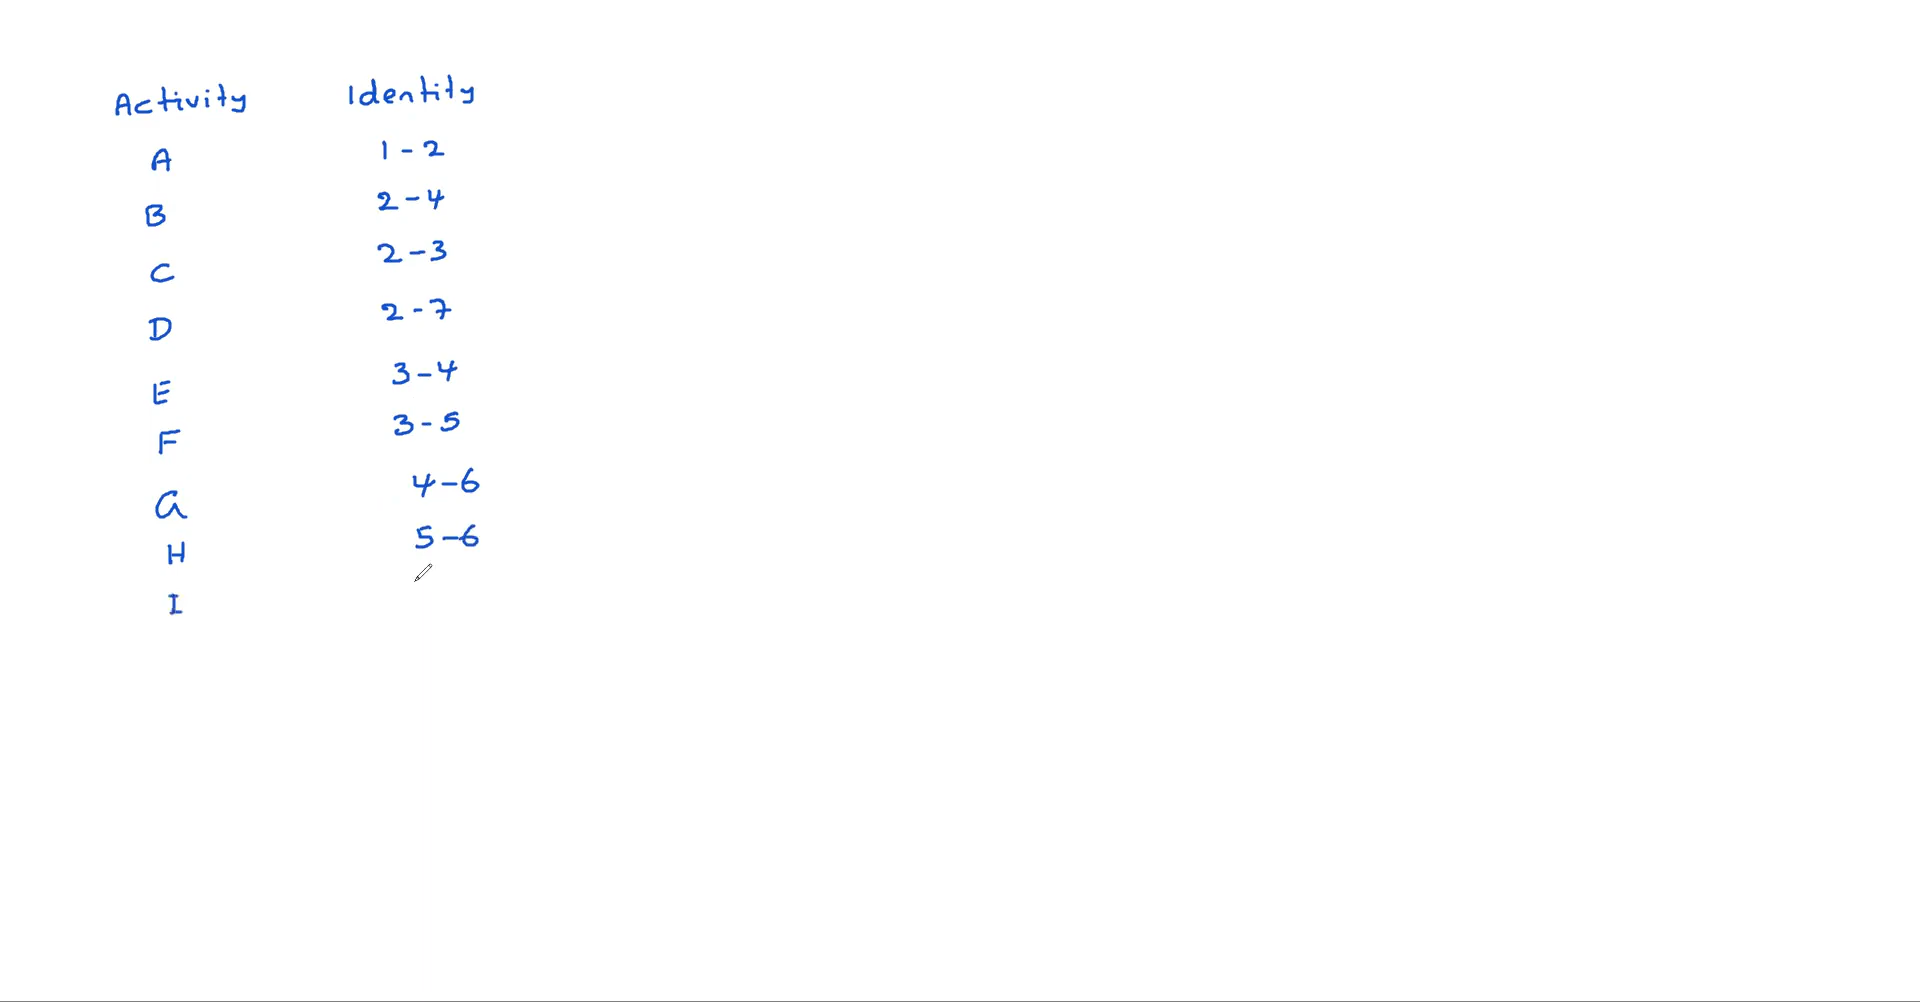 Activity Identity
A 1-2
B 2-4
C 2-3
D 2-7
E 3-4
F 3-5
G 4-6
H 5-6
I